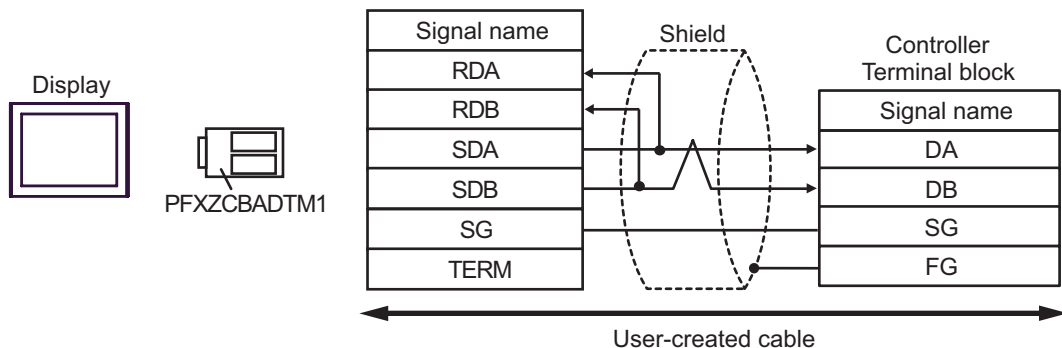 Display
PFXZCBADTM1
Signal name
RDA
RDB
SDA
SDB
SG
TERM
Shield
Controller
Terminal block
Signal name
DA
DB
SG
FG
User-created cable